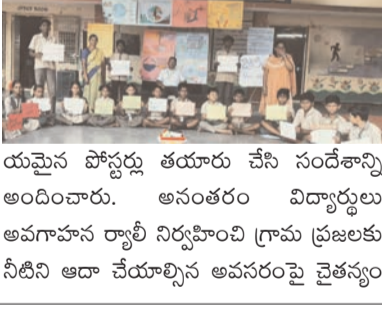 యమైన పోస్టర్లు తయారు చేసి సందేశాన్ని
అందించారు. అనంతరం విద్యార్థులు
అవగాహన ర్యాలీ నిర్వహించి గ్రామ ప్రజలకు
నీటిని ఆదా చేయాల్సిన అవసరంపై చైతన్యం